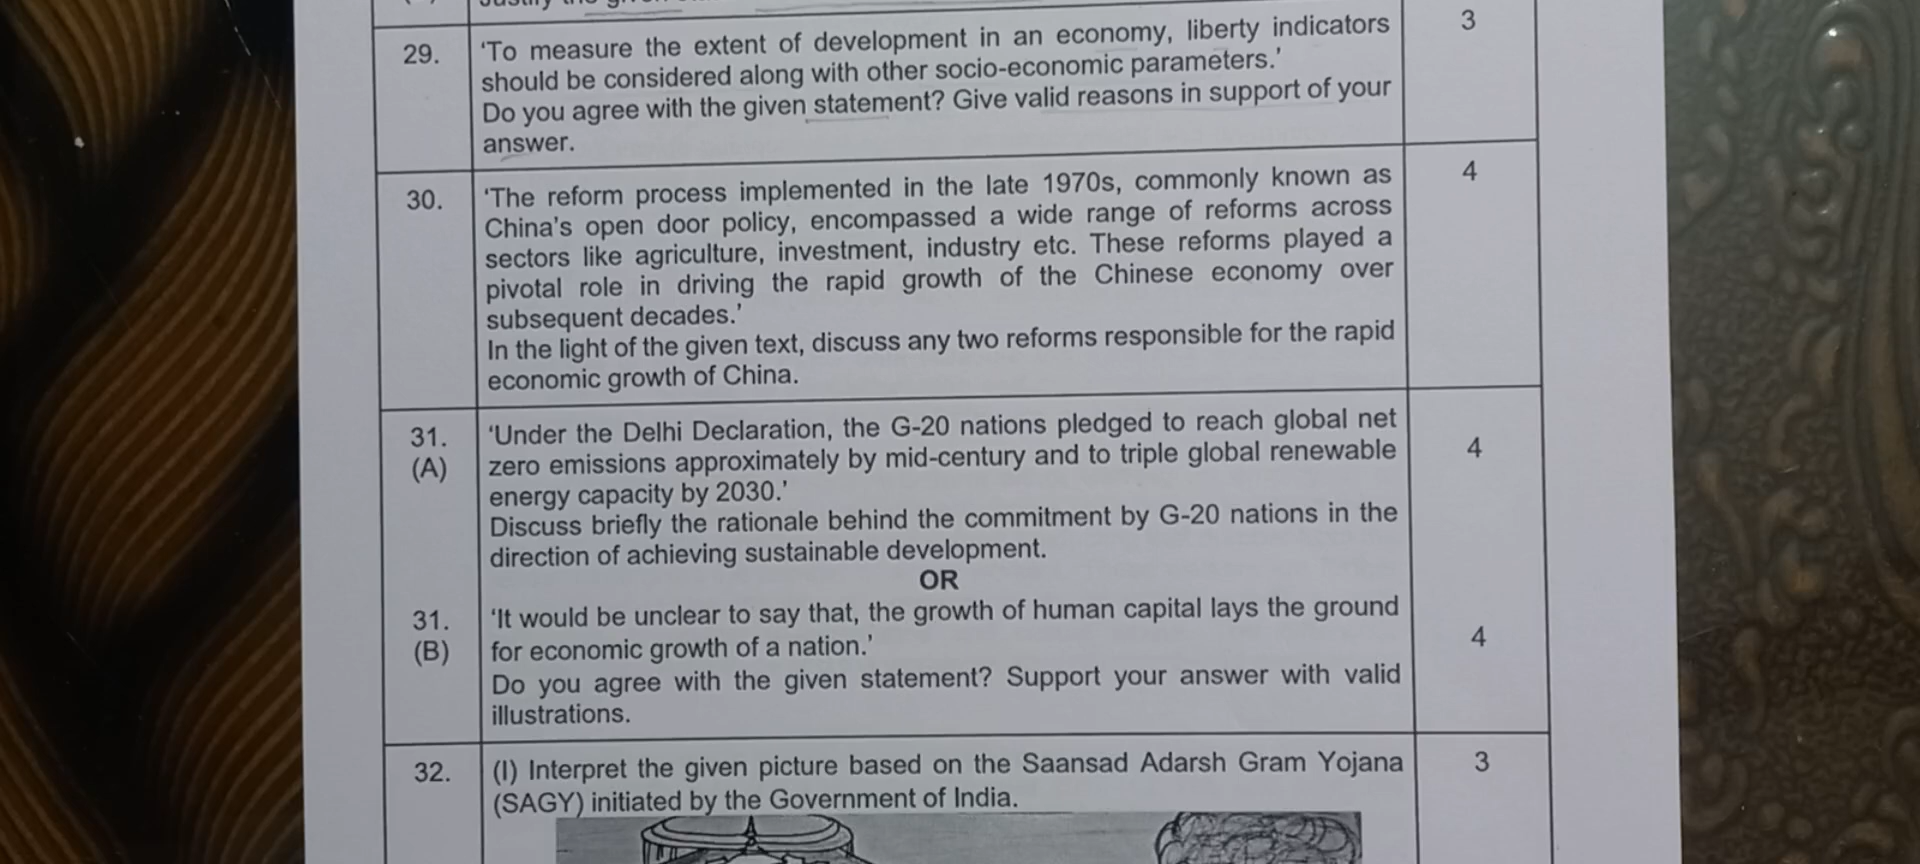 29.
'To measure the extent of development in an economy, liberty indicators
3
should be considered along with other socio-economic parameters.'
Do you agree with the given statement? Give valid reasons in support of your
answer.
30.
'The reform process implemented in the late 1970s, commonly known as
4
China's open door policy, encompassed a wide range of reforms across
sectors like agriculture, investment, industry etc. These reforms played a
pivotal role in driving the rapid growth of the Chinese economy over
subsequent decades.'
In the light of the given text, discuss any two reforms responsible for the rapid
economic growth of China.
31.
(A)
'Under the Delhi Declaration, the G-20 nations pledged to reach global net
zero emissions approximately by mid-century and to triple global renewable
energy capacity by 2030.'
Discuss briefly the rationale behind the commitment by G-20 nations in the
direction of achieving sustainable development.
4
OR
31.
(B)
'It would be unclear to say that, the growth of human capital lays the ground
for economic growth of a nation.'
Do you agree with the given statement? Support your answer with valid
illustrations.
4
32.
(I) Interpret the given picture based on the Saansad Adarsh Gram Yojana
(SAGY) initiated by the Government of India.
3